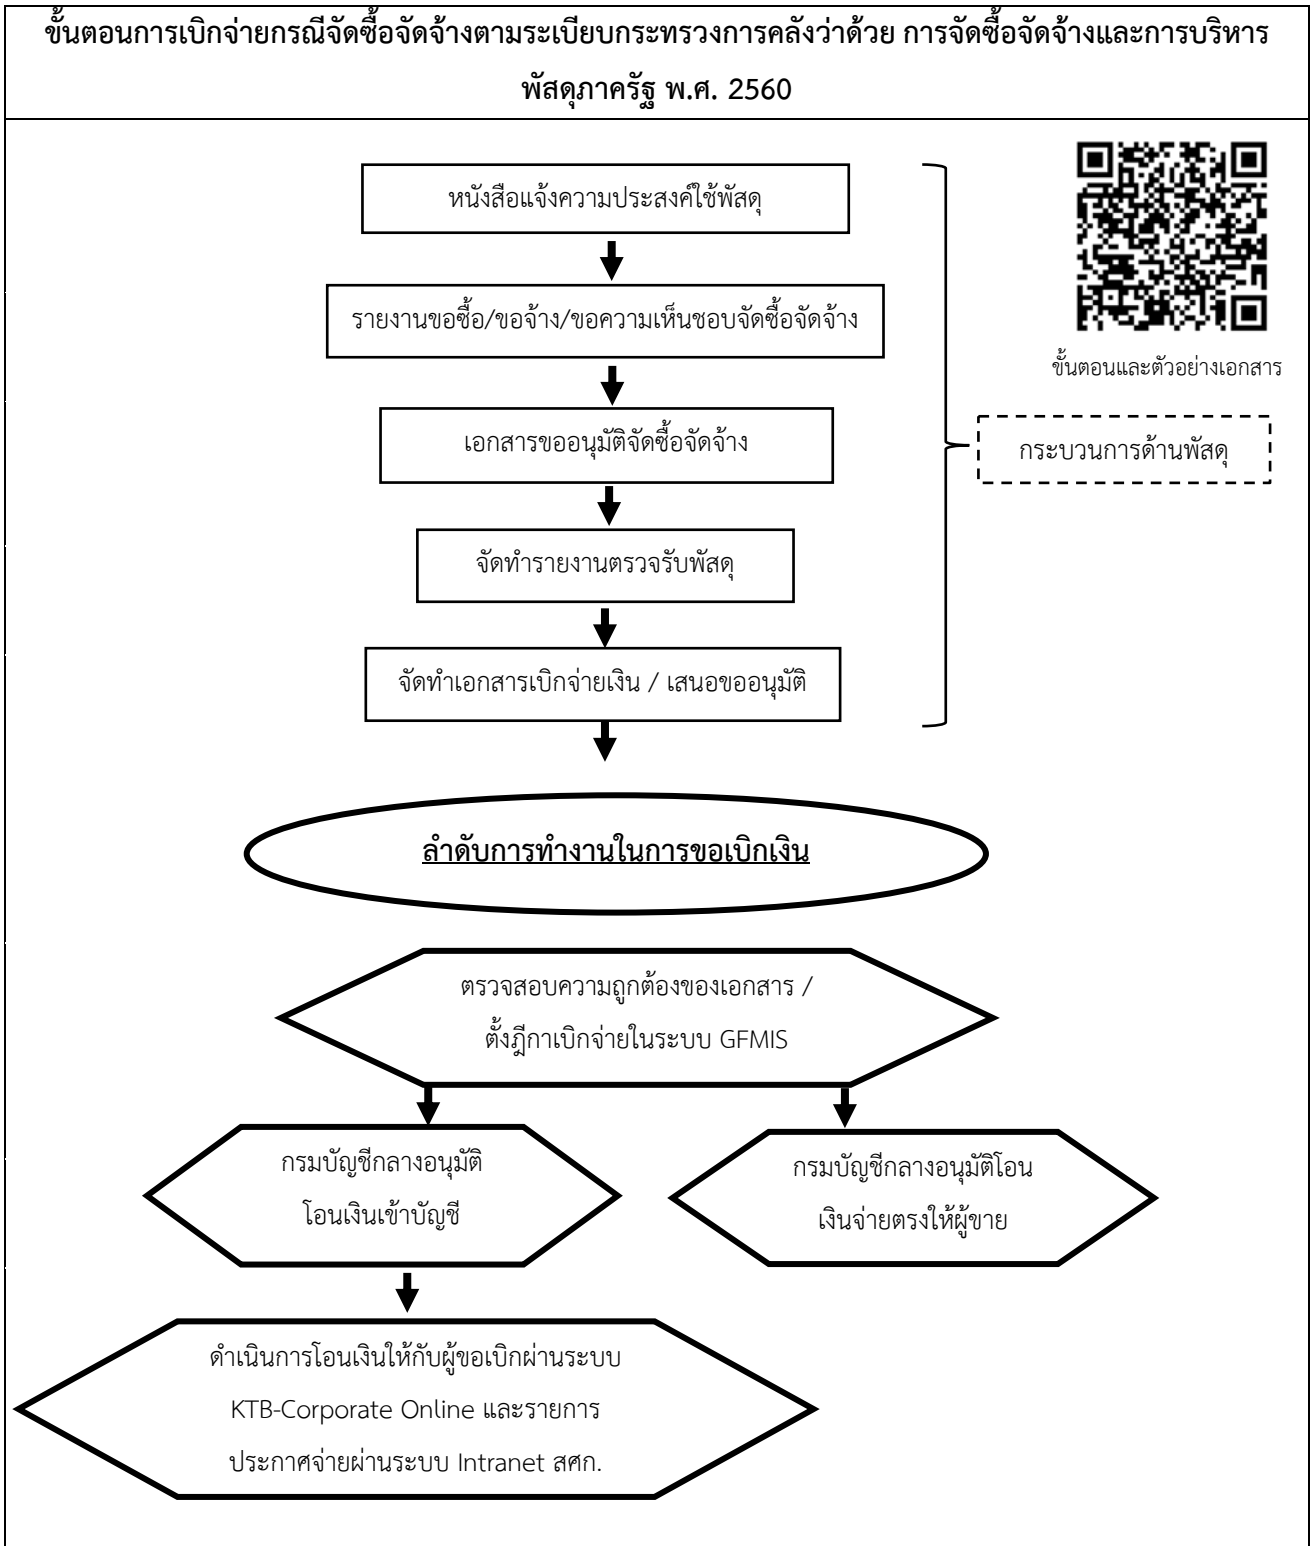 ขั้นตอนการเบิกจ่ายกรณีจัดซื้อจัดจ้างตามระเบียบกระทรวงการคลังว่าด้วย การจัดซื้อจัดจ้างและการบริหาร
พัสดุภาครัฐ พ.ศ. 2560
หนังสือแจ้งความประสงค์ใช้พัสดุ
รายงานขอซื้อ/ขอจ้าง/ขอความเห็นชอบจัดซื้อจัดจ้าง
ขั้นตอนและตัวอย่างเอกสาร
เอกสารขออนุมัติจัดซื้อจัดจ้าง
กระบวนการด้านพัสดุ
จัดทำรายงานตรวจรับพัสดุ
จัดทำเอกสารเบิกจ่ายเงิน / เสนอขออนุมัติ
ลำดับการทำงานในการขอเบิกเงิน
ตรวจสอบความถูกต้องของเอกสาร /
ตั้งฎีกาเบิกจ่ายในระบบ GFMIS
กรมบัญชีกลางอนุมัติ
โอนเงินเข้าบัญชี
กรมบัญชีกลางอนุมัติโอน
เงินจ่ายตรงให้ผู้ขาย
ดำเนินการโอนเงินให้กับผู้ขอเบิกผ่านระบบ
KTB-Corporate Online และรายการ
ประกาศจ่ายผ่านระบบ Intranet สศก.